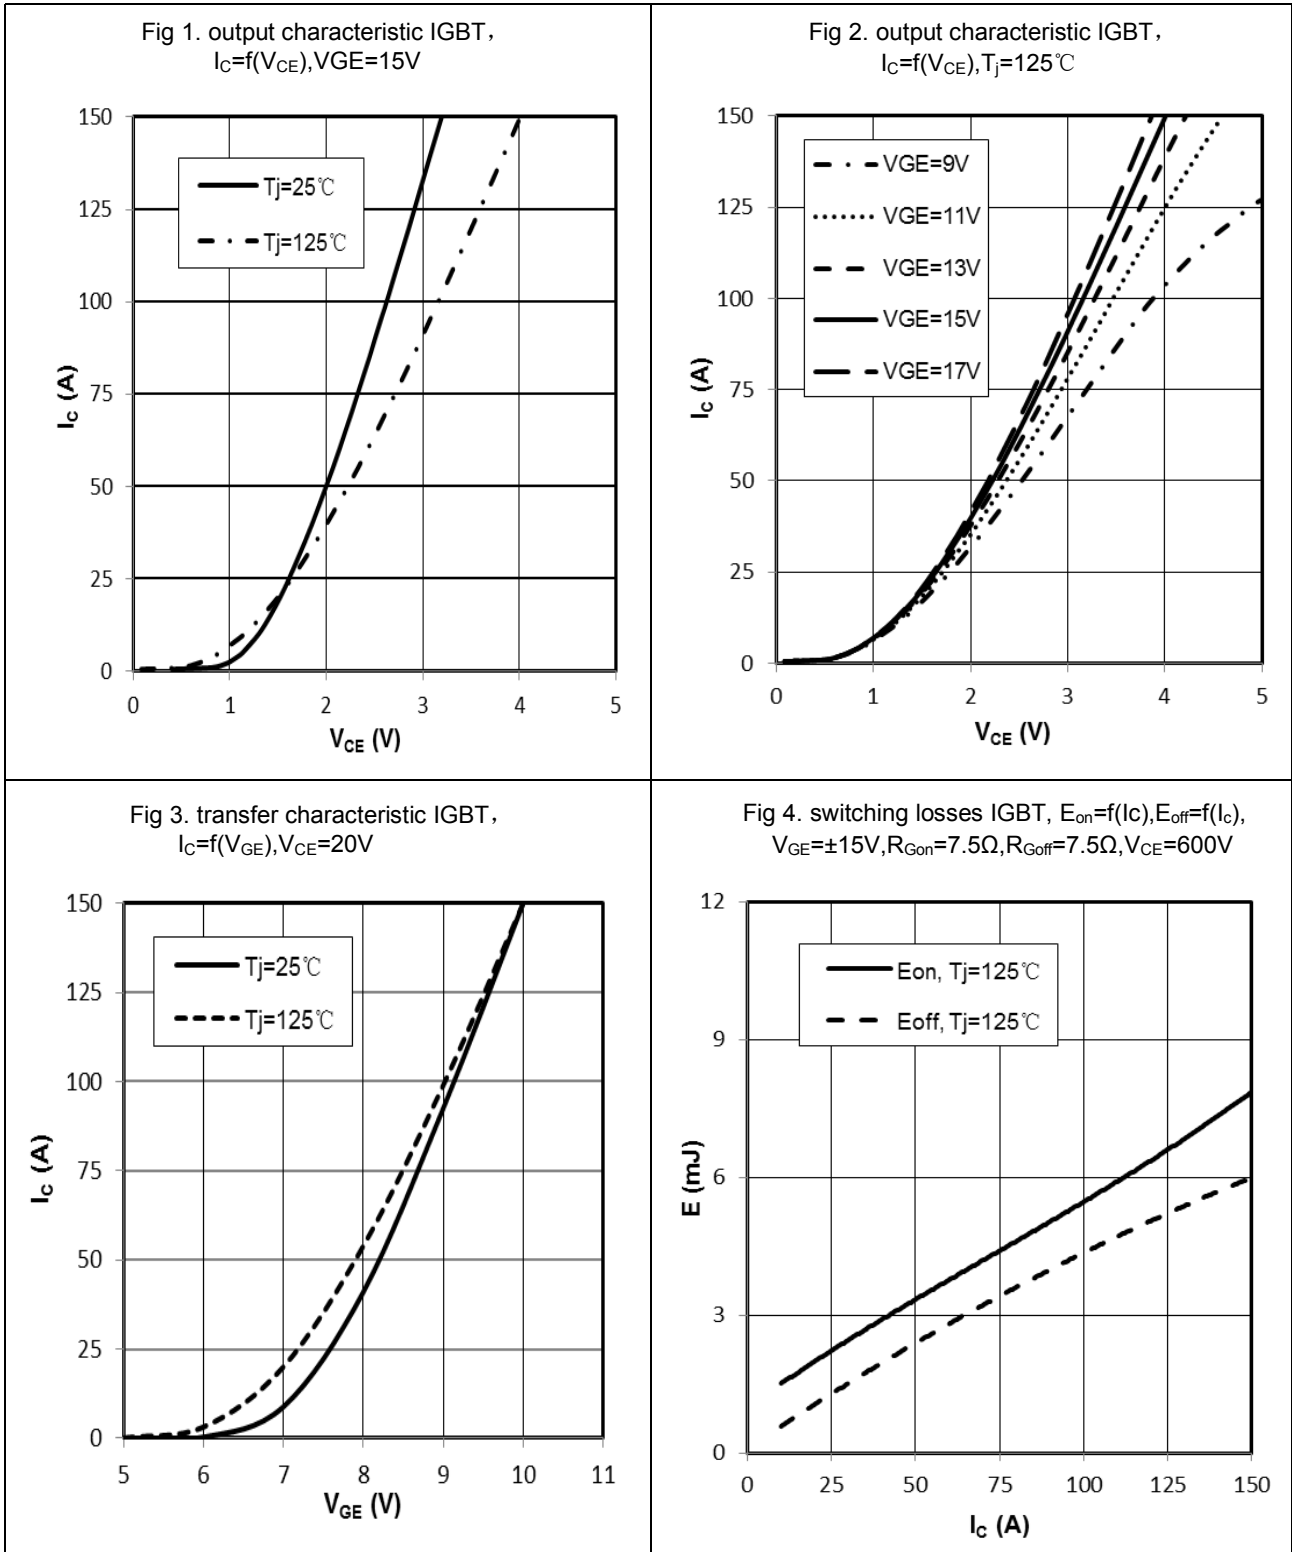 Fig 1. output characteristic IGBT，
IC=f(VCE),VGE=15V
150
125
100
75
50
25
0
IC (A)
Tj=25℃
Tj=125℃
0 1 2 3 4 5
VCE (V)
Fig 2. output characteristic IGBT，
IC=f(VCE),Tj=125℃
150
125
100
75
50
25
0
IC (A)
VGE=9V
VGE=11V
VGE=13V
VGE=15V
VGE=17V
0 1 2 3 4 5
VCE (V)
Fig 3. transfer characteristic IGBT，
IC=f(VGE),VCE=20V
150
125
100
75
50
25
0
IC (A)
Tj=25℃
Tj=125℃
5 6 7 8 9 10 11
VGE (V)
Fig 4. switching losses IGBT, Eon=f(Ic),Eoff=f(Ic),
VGE=±15V,RGon=7.5Ω,RGoff=7.5Ω,VCE=600V
12
9
6
3
0
E (mJ)
Eon, Tj=125℃
Eoff, Tj=125℃
0 25 50 75 100 125 150
IC (A)